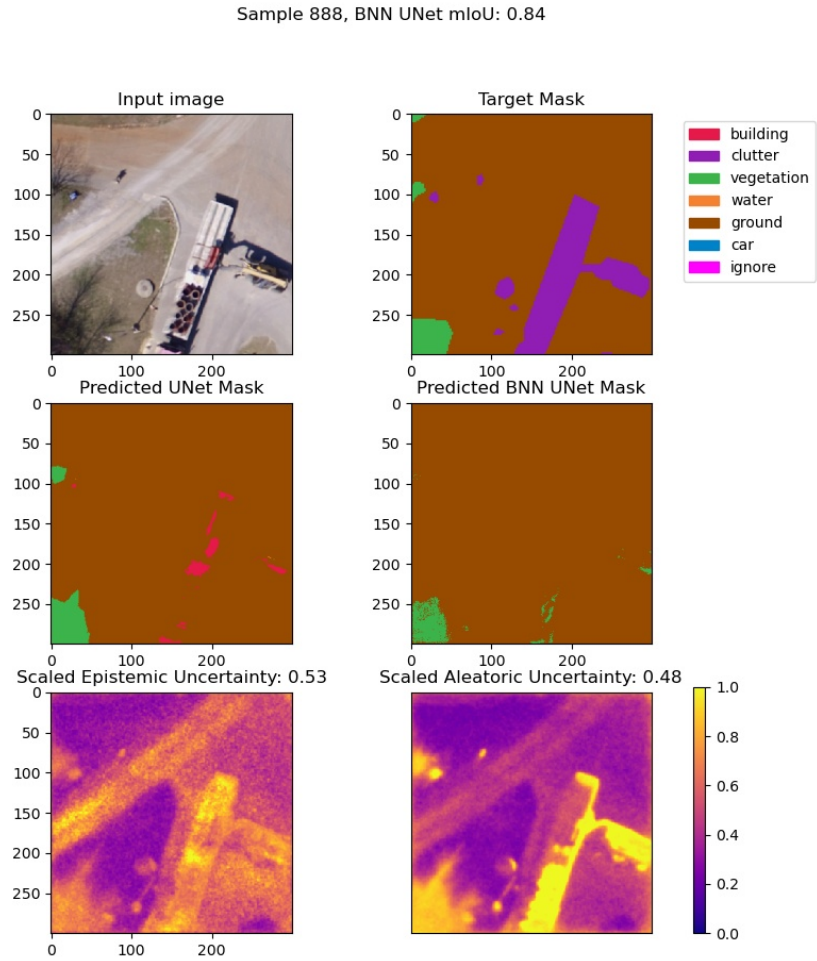 Sample 888, BNN UNet mIoU: 0.84
Input image
0
50
100
150
200
250
0 100 200
Target Mask
0
50
100
150
200
250
0 100 200
building
clutter
vegetation
water
ground
car
ignore
Predicted UNet Mask
0
50
100
150
200
250
0 100 200
Predicted BNN UNet Mask
0
50
100
150
200
250
0 100 200
Scaled Epistemic Uncertainty: 0.53
0
50
100
150
200
250
0 100 200
Scaled Aleatoric Uncertainty: 0.48
1.0
0.8
0.6
0.4
0.2
0.0